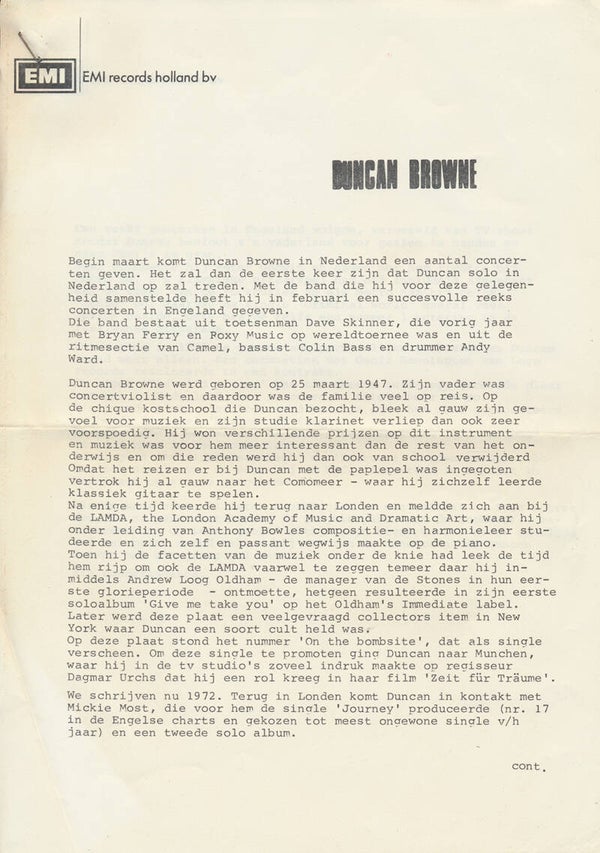 EMI
EMI records holland bv
DUNCAN BROWNE
Begin maart komt Duncan Browne in Nederland een aantal concer-
ten geven. Het zal dan de eerste keer zijn dat Duncan solo in
Nederland op zal treden. Met de band die hij voor deze gelegen-
heid samenstelde heeft hij in februari een succesvolle reeks
concerten in Engeland gegeven.
Die band bestaat uit toetsenman Dave Skinner, die vorig jaar
met Bryan Ferry en Roxy Music op wereldtoernee was en uit de
ritmesectie van Camel, bassist Colin Bass en drummer Andy
Ward.
Duncan Browne werd geboren op 25 maart 1947. Zijn vader was
concertviolist en daardoor was de familie veel op reis. Op
de chique kostschool die Duncan bezocht, bleek al gauw zijn ge-
voel voor muziek en zijn studie klarinet verliep dan ook zeer
voorspoedig. Hij won verschillende prijzen op dit instrument
en muziek was voor hem meer interessant dan de rest van het on-
derwijs en om die reden werd hij dan ook van school verwijderd
Omdat het reizen er bij Duncan met de paplepel was ingegoten
vertrok hij al gauw naar het Comomeer - waar hij zichzelf leerde
klassiek gitaar te spelen.
Na enige tijd keerde hij terug naar Londen en meldde zich aan bij
de LAMDA, the London Academy of Music and Dramatic Art, waar hij
onder leiding van Anthony Bowles compositie- en harmonieleer stu-
deerde en zich zelf en passant wegwijs maakte op de piano.
Toen hij de facetten van de muziek onder de knie had leek de tijd
hem rijp om ook de LAMDA vaarwel te zeggen temeer daar hij in-
middels Andrew Loog Oldham - de manager van de Stones in hun eer-
ste glorieperiode - ontmoette, hetgeen resulteerde in zijn eerste
soloalbum 'Give me take you' op het Oldham's Immediate label.
Later werd deze plaat een veelgevraagd collectors item in New
York waar Duncan een soort cult held was.
Op deze plaat stond het nummer 'On the bombsite', dat als single
verscheen. Om deze single te promoten ging Duncan naar Munchen,
waar hij in de tv studio's zoveel indruk maakte op regisseur
Dagmar Urchs dat hij een rol kreeg in haar film 'Zeit für Träume'.
We schrijven nu 1972. Terug in Londen komt Duncan in kontakt met
Mickie Most, die voor hem de single 'Journey' produceerde (nr. 17
in de Engelse charts en gekozen tot meest ongewone single v/h
jaar) en een tweede solo album.
cont.